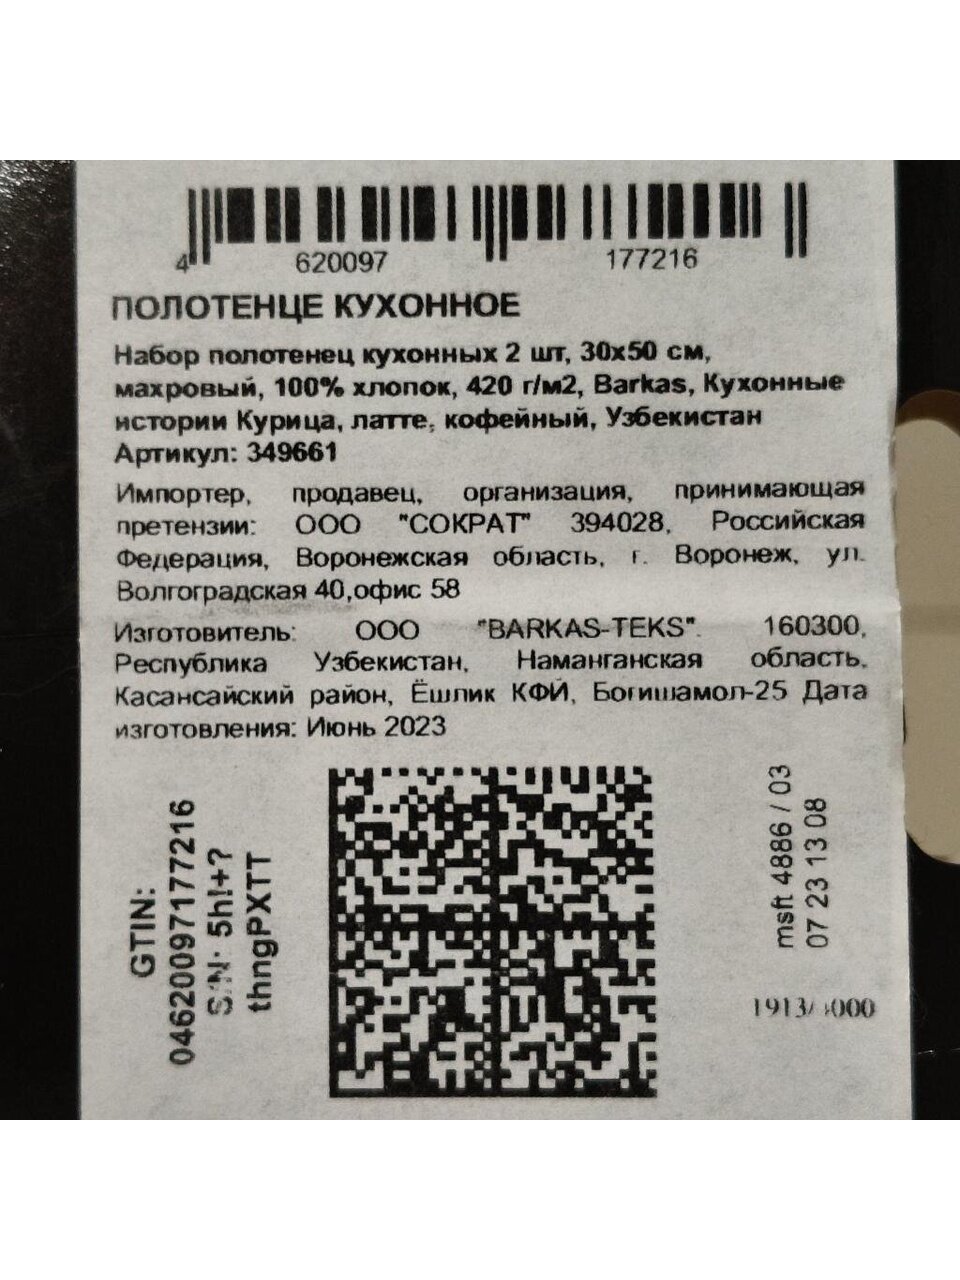 4 620097 177216
ПОЛОТЕНЦЕ КУХОННОЕ
Набор полотенец кухонных 2 шт, 30х50 см,
махровый, 100% хлопок, 420 г/м2, Barkas, Кухонные
истории Курица, латте, кофейный, Узбекистан
Артикул: 349661
Импортер, продавец, организация, принимающая
претензии: ООО "СОКРАТ" 394028, Российская
Федерация, Воронежская область, г. Воронеж, ул.
Волгоградская 40,офис 58
Изготовитель: ООО "BARKAS-TEKS". 160300,
Республика Узбекистан, Наманганская область,
Касансайский район, Ёшлик КФЙ, Богишамол-25 Дата
изготовления: Июнь 2023
GTIN:
04620097177216
S/N: 5h!+?
thngPXTT
msft 4886 / 03
07 23 13 08